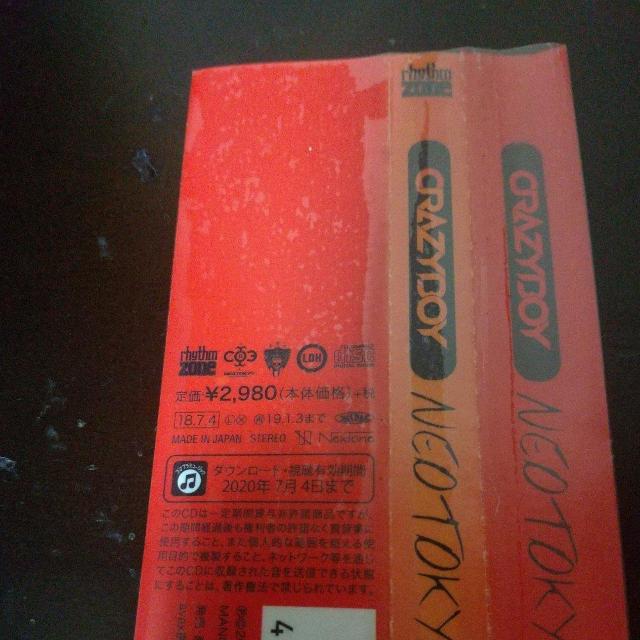 rhythm
zone
CRAZYBOY
NEO TOKY
CRAZYBOY
NEO TOKY
rhythm
zone
LDH
定価¥2,980(本体価格)+税
18.7.4
19.1.3まで
MADE IN JAPAN STEREO
ダウンロード・視聴有効期間
2020年7月4日まで
このCDは一定期間貸与非許諾商品ですが、
この期間経過後も権利者の許諾なく賃貸業に
使用すること、また個人的な範囲を超える使
用目的で複製すること、ネットワーク等を通じ
てこのCDに収録された音を送信できる状態
にすることは、著作権法で禁じられています。
4